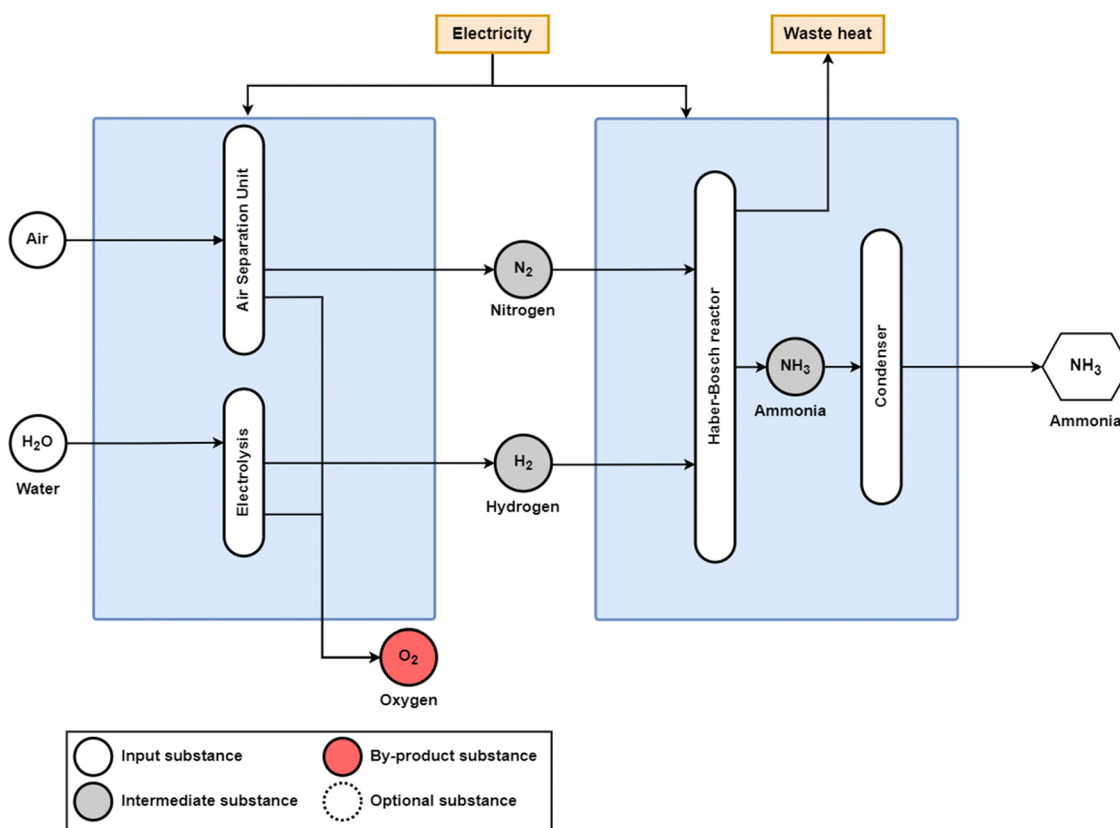 Electricity
Waste heat
Air
Air Separation Unit
N₂
Nitrogen
Haber-Bosch reactor
Condenser
NH₃
Ammonia
NH₃
Ammonia
H₂O
Water
Electrolysis
H₂
Hydrogen
O₂
Oxygen
Input substance
By-product substance
Intermediate substance
Optional substance